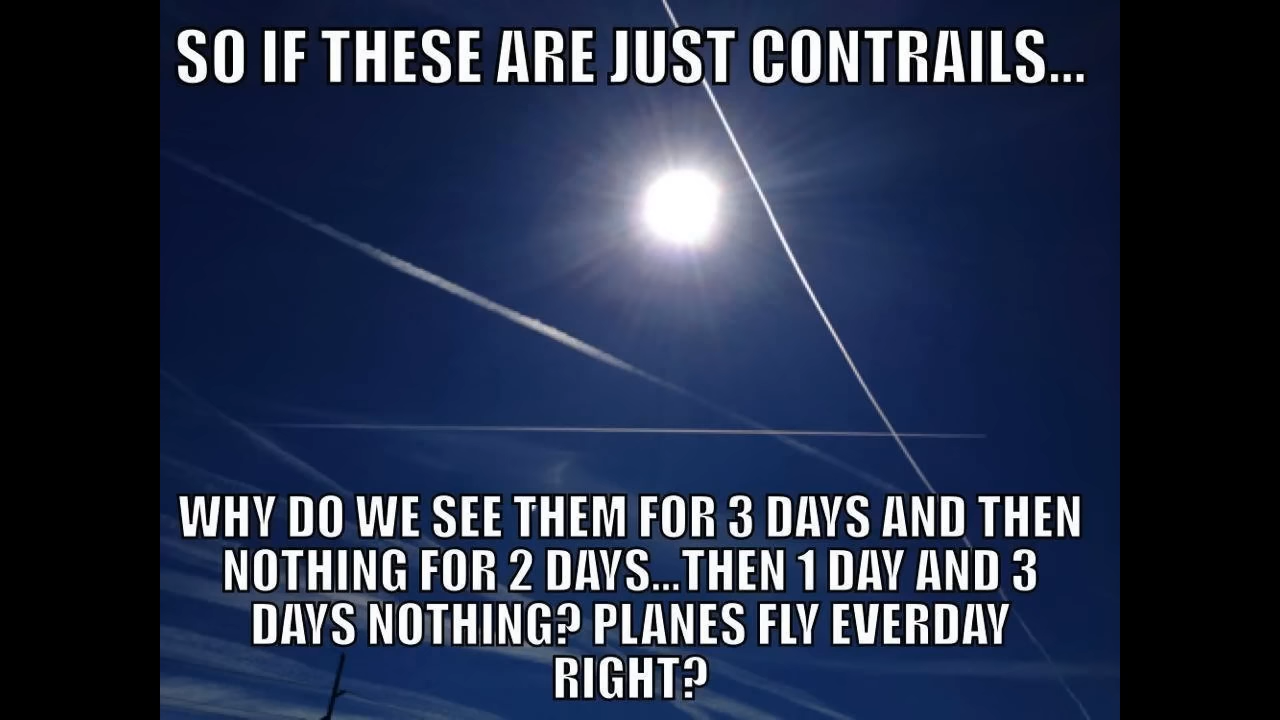 SO IF THESE ARE JUST CONTRAILS...
WHY DO WE SEE THEM FOR 3 DAYS AND THEN
NOTHING FOR 2 DAYS...THEN 1 DAY AND 3
DAYS NOTHING? PLANES FLY EVERDAY
RIGHT?